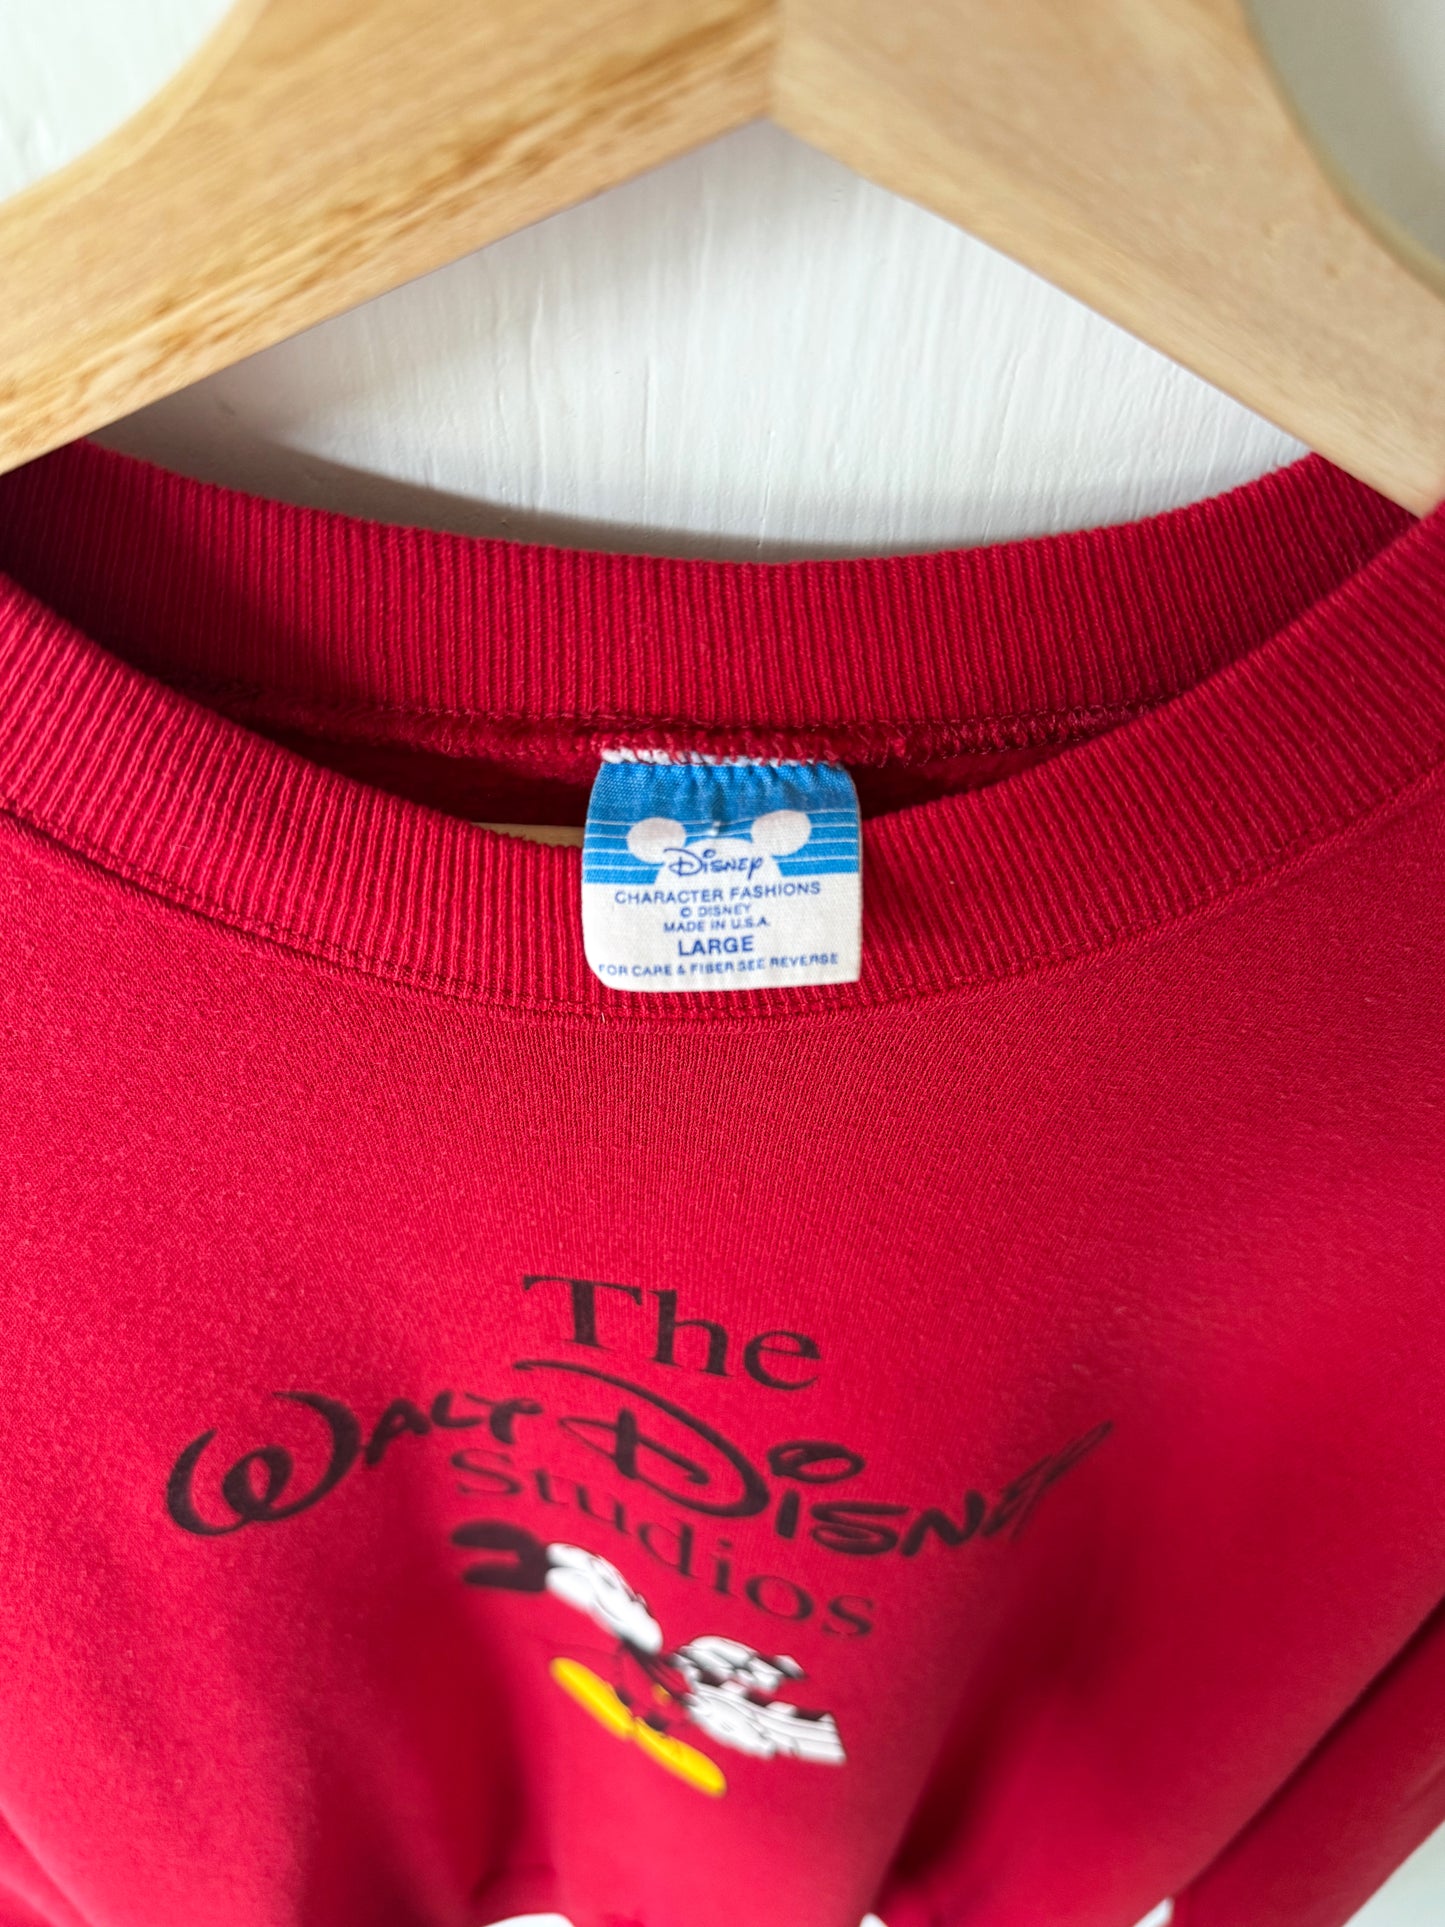 Disney
CHARACTER FASHIONS
© DISNEY
MADE IN U.S.A.
LARGE
FOR CARE & FIBER SEE REVERSE
The
WALT DISNEY
Studios